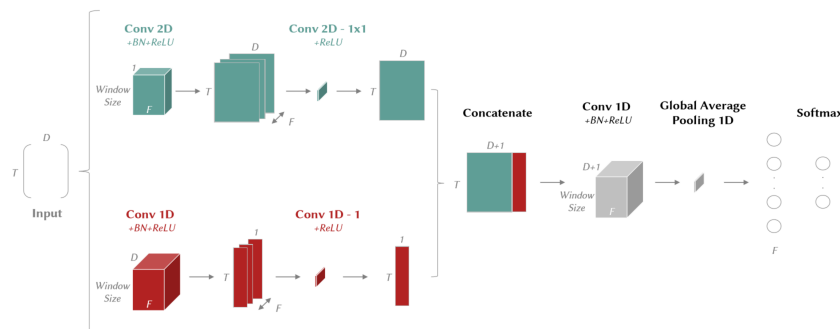 D
T
Input
Conv 2D
+BN+ReLU
1
Window
Size
F
D
T
F
Conv 2D - 1x1
+ReLU
D
T
Conv 1D
+BN+ReLU
D
Window
Size
F
1
T
F
Conv 1D - 1
+ReLU
1
T
Concatenate
D+1
T
Conv 1D
+BN+ReLU
D+1
Window
Size
F
Global Average
Pooling 1D
F
Softmax